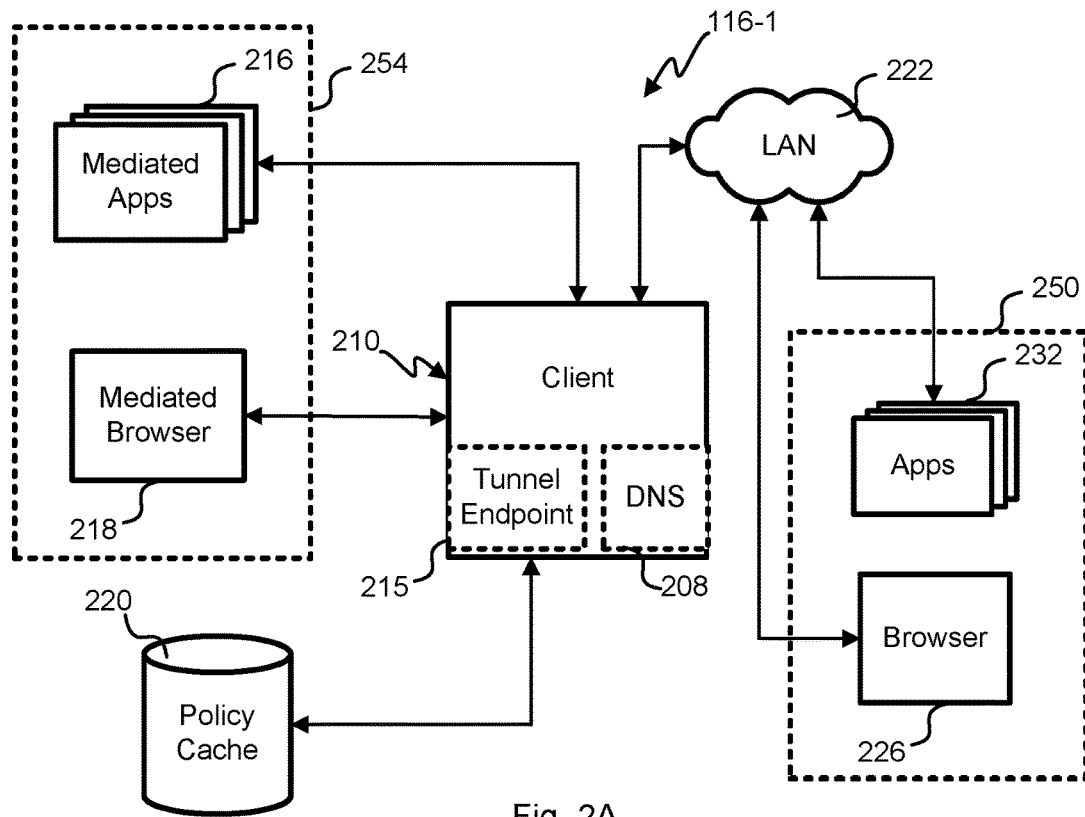 116-1
216
254
222
Mediated
Apps
LAN
250
210
232
Client
Mediated
Browser
Apps
Tunnel
Endpoint
DNS
218
215
208
220
Browser
Policy
Cache
226
Fig. 2A